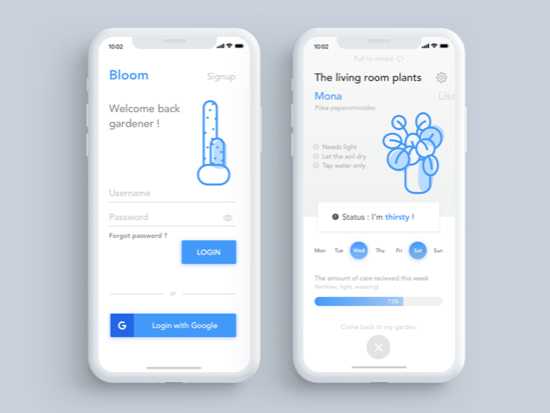 10:02
Bloom
Signup
Welcome back
gardener !
Username
Password
Forgot password ?
LOGIN
or
G
Login with Google
10:02
Pull to reload
The living room plants
Mona
Lisa
Pilea peperomioides
Needs light
Let the soil dry
Tap water only
Status : I'm thirsty !
Mon Tue Wed Thu Fri Sat Sun
The amount of care recieved this week
(fertiliser, light, watering)
73%
Come back to my garden